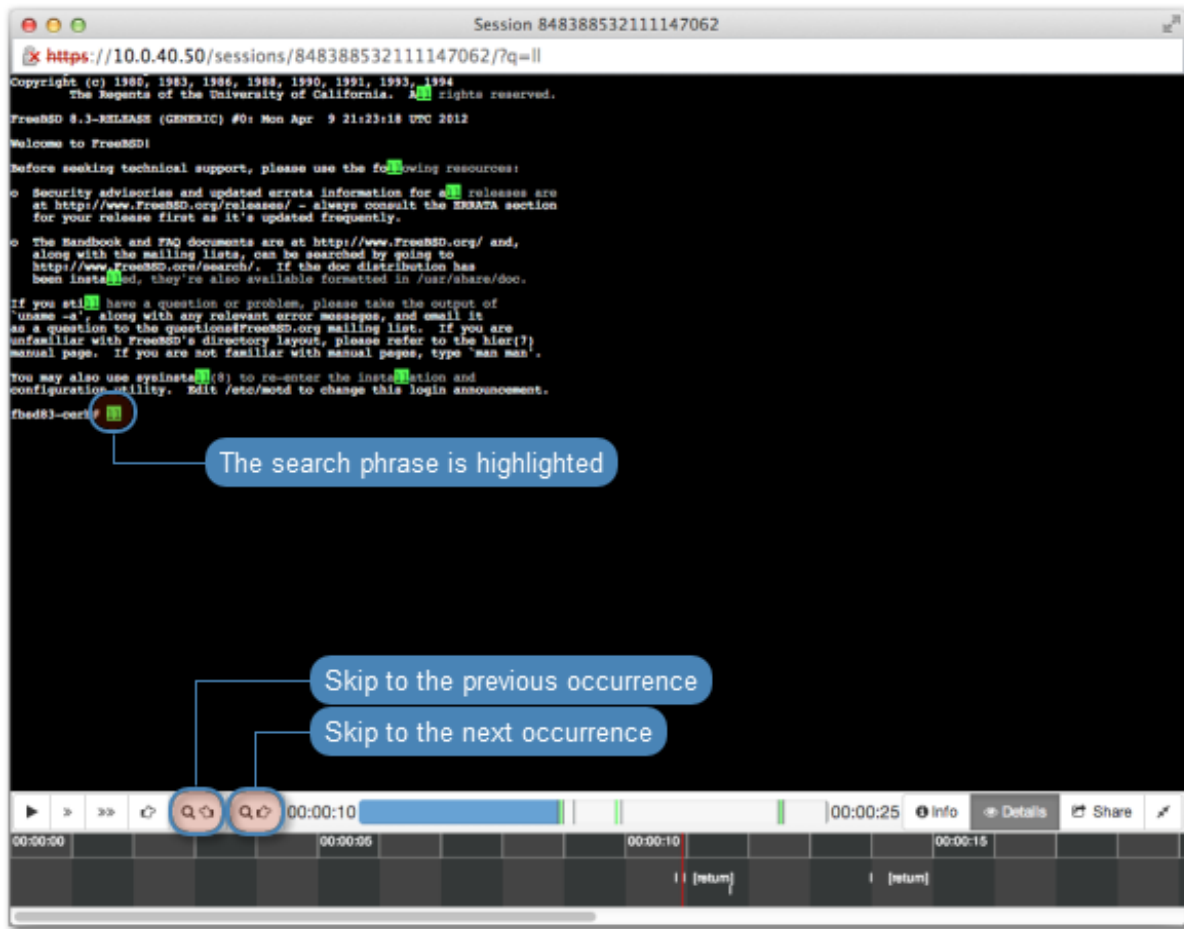 Session 848388532111147062
https://10.0.40.50/sessions/848388532111147062/?q=ll
Copyright (c) 1980, 1983, 1986, 1988, 1990, 1991, 1993, 1994
The Regents of the University of California. All rights reserved.
FreeBSD 8.3-RELEASE (GENERIC) #0: Mon Apr 9 21:23:18 UTC 2012
Welcome to FreeBSD!
Before seeking technical support, please use the following resources:
o Security advisories and updated errata information for all releases are
at http://www.FreeBSD.org/releases/ - always consult the ERRATA section
for your release first as it's updated frequently.
o The Handbook and FAQ documents are at http://www.FreeBSD.org/ and,
along with the mailing lists, can be searched by going to
http://www.FreeBSD.org/search/. If the doc distribution has
been installed, they're also available formatted in /usr/share/doc.
If you still have a question or problem, please take the output of
`uname -a', along with any relevant error messages, and email it
as a question to the questions@FreeBSD.org mailing list. If you are
unfamiliar with FreeBSD's directory layout, please refer to the hier(7)
manual page. If you are not familiar with manual pages, type `man man'.
You may also use sysinstall(8) to re-enter the installation and
configuration utility. Edit /etc/motd to change this login announcement.
fbsd83-cerb# ll
The search phrase is highlighted
Skip to the previous occurrence
Skip to the next occurrence
00:00:10 00:00:25 Info Details Share
00:00:00 00:00:05 00:00:10 00:00:15
l l [return] l [return]